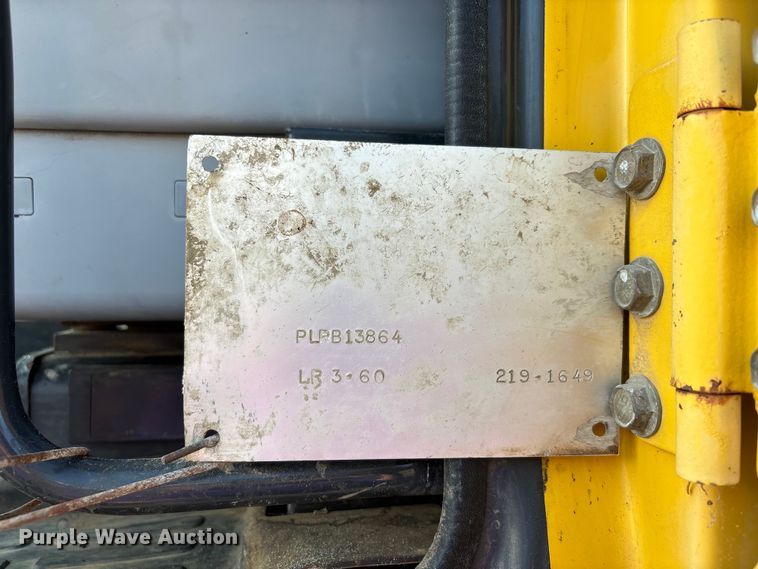 PLPB13864
LR 3-60 219-1649
Purple Wave Auction